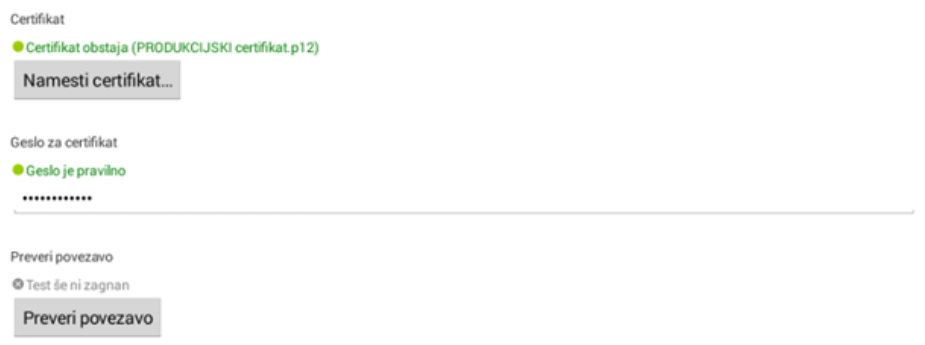 Certifikat
Certifikat obstaja (PRODUKCIJSKI certifikat.p12)
Namesti certifikat...
Geslo za certifikat
Geslo je pravilno
••••••••••••
Preveri povezavo
Test še ni zagnan
Preveri povezavo